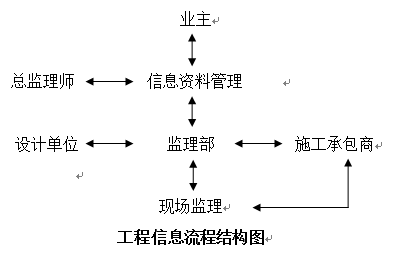 业主
总监理师 信息资料管理
设计单位 监理部 施工承包商
现场监理
工程信息流程结构图